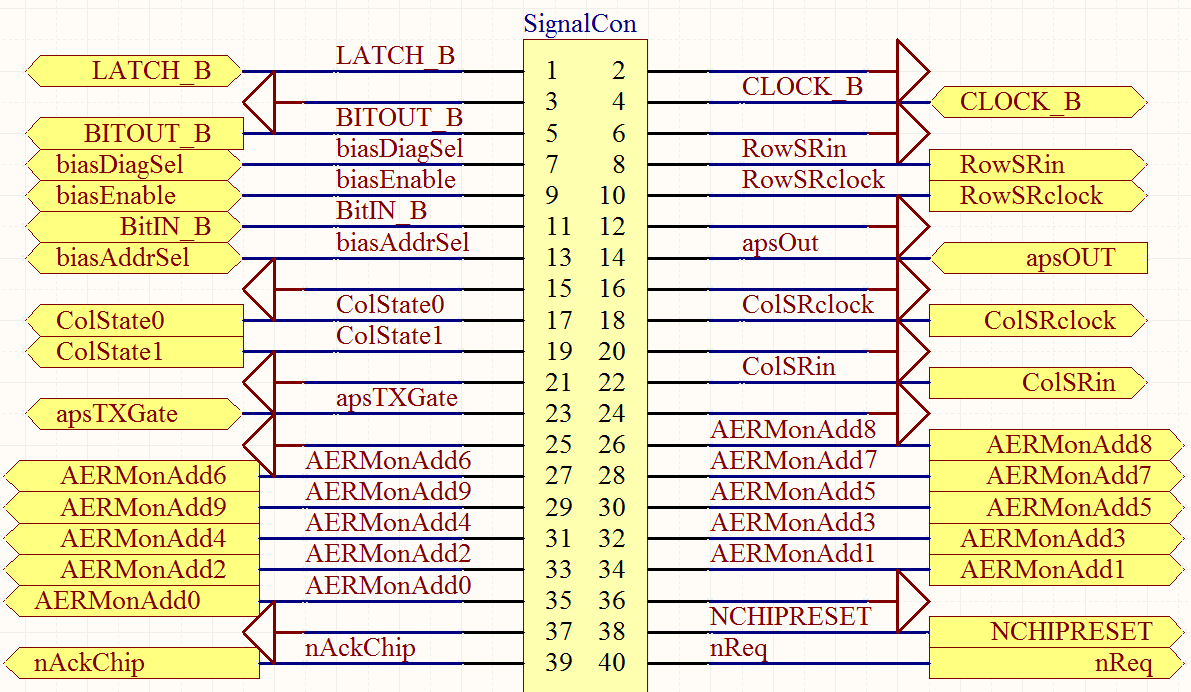 SignalCon
LATCH_B LATCH_B 1 2
3 4 CLOCK_B CLOCK_B
BITOUT_B BITOUT_B 5 6
biasDiagSel biasDiagSel 7 8 RowSRin RowSRin
biasEnable biasEnable 9 10 RowSRclock RowSRclock
BitIN_B BitIN_B 11 12
biasAddrSel biasAddrSel 13 14 apsOut apsOUT
15 16
ColState0 ColState0 17 18 ColSRclock ColSRclock
ColState1 ColState1 19 20
21 22 ColSRin ColSRin
apsTXGate apsTXGate 23 24
25 26 AERMonAdd8 AERMonAdd8
AERMonAdd6 AERMonAdd6 27 28 AERMonAdd7 AERMonAdd7
AERMonAdd9 AERMonAdd9 29 30 AERMonAdd5 AERMonAdd5
AERMonAdd4 AERMonAdd4 31 32 AERMonAdd3 AERMonAdd3
AERMonAdd2 AERMonAdd2 33 34 AERMonAdd1 AERMonAdd1
AERMonAdd0 AERMonAdd0 35 36
37 38 NCHIPRESET NCHIPRESET
nAckChip nAckChip 39 40 nReq nReq